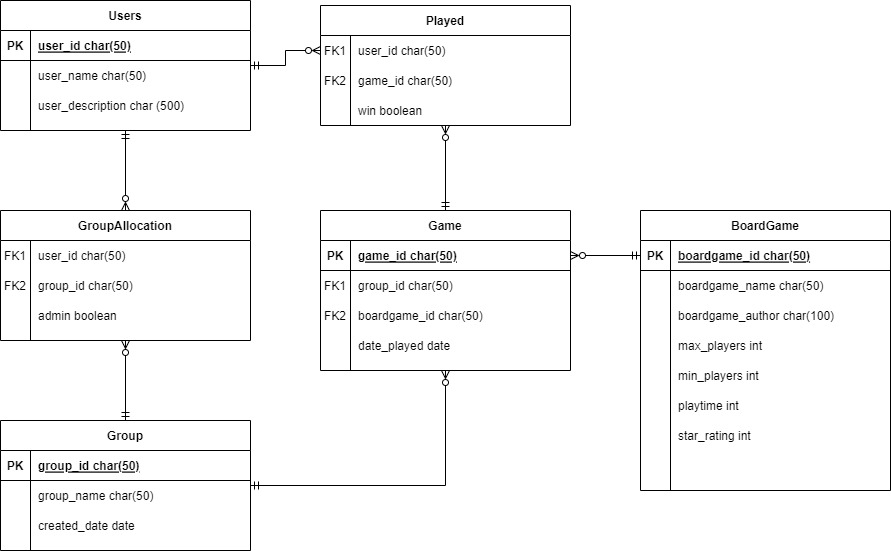 Users
PK user_id char(50)
user_name char(50)
user_description char (500)
Played
FK1 user_id char(50)
FK2 game_id char(50)
win boolean
GroupAllocation
FK1 user_id char(50)
FK2 group_id char(50)
admin boolean
Game
PK game_id char(50)
FK1 group_id char(50)
FK2 boardgame_id char(50)
date_played date
BoardGame
PK boardgame_id char(50)
boardgame_name char(50)
boardgame_author char(100)
max_players int
min_players int
playtime int
star_rating int
Group
PK group_id char(50)
group_name char(50)
created_date date